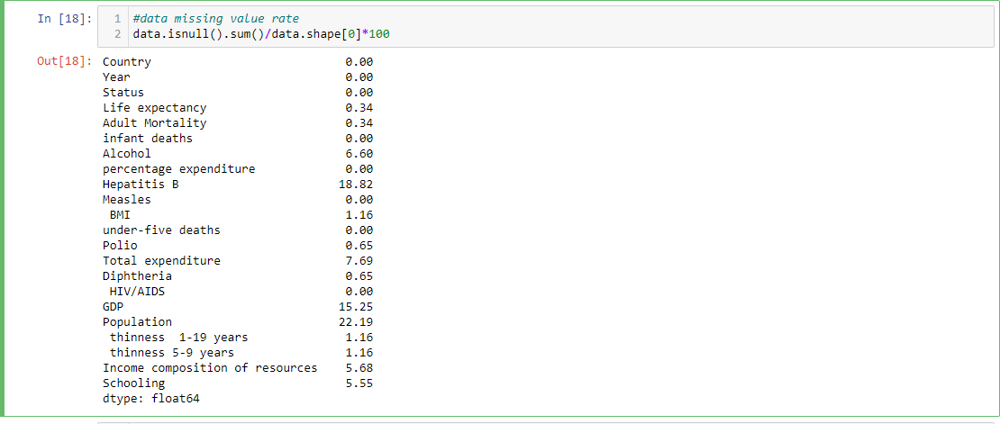 In [18]: 1 #data missing value rate
2 data.isnull().sum()/data.shape[0]*100
Out[18]: Country 0.00
Year 0.00
Status 0.00
Life expectancy 0.34
Adult Mortality 0.34
infant deaths 0.00
Alcohol 6.60
percentage expenditure 0.00
Hepatitis B 18.82
Measles 0.00
BMI 1.16
under-five deaths 0.00
Polio 0.65
Total expenditure 7.69
Diphtheria 0.65
HIV/AIDS 0.00
GDP 15.25
Population 22.19
thinness  1-19 years 1.16
thinness 5-9 years 1.16
Income composition of resources 5.68
Schooling 5.55
dtype: float64